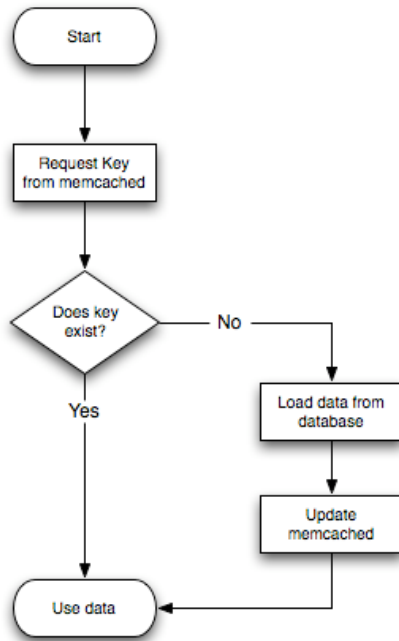 Start
Request Key
from memcached
Does key
exist?
No
Yes
Load data from
database
Update
memcached
Use data